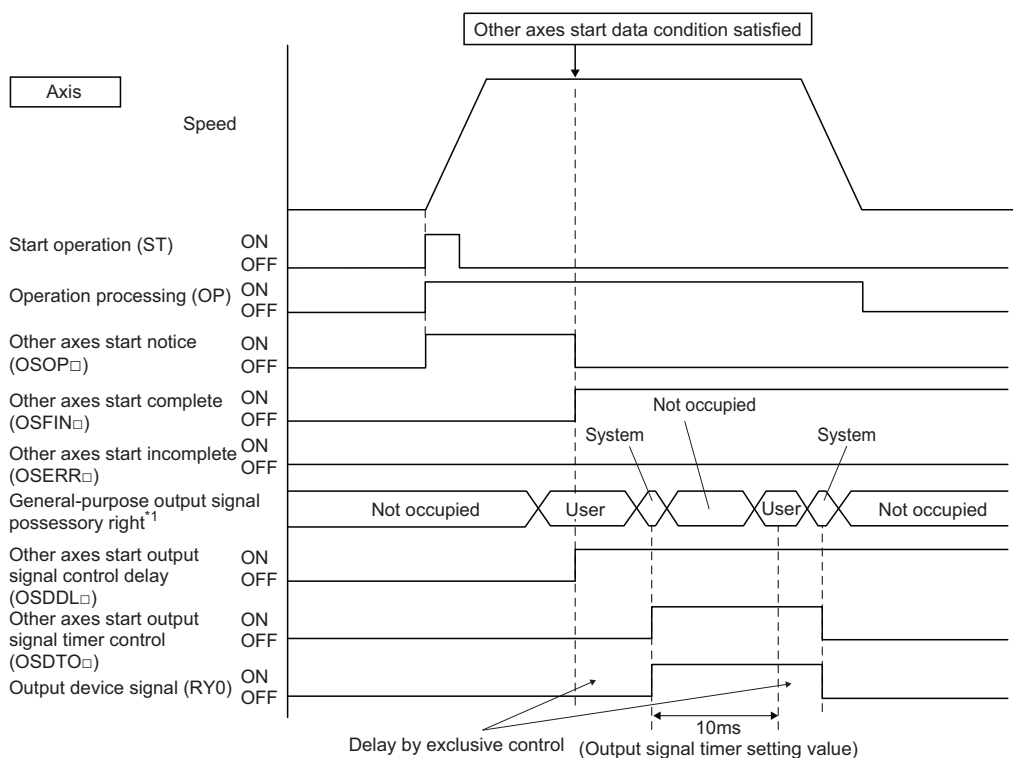 Other axes start data condition satisfied
Axis
Speed
Start operation (ST)
ON
OFF
Operation processing (OP)
ON
OFF
Other axes start notice
(OSOP□)
ON
OFF
Other axes start complete
(OSFIN□)
ON
OFF
Not occupied
System
System
Other axes start incomplete
(OSERR□)
ON
OFF
General-purpose output signal
possessory right*1
Not occupied
User
User
Not occupied
Other axes start output
signal control delay
(OSDDL□)
ON
OFF
Other axes start output
signal timer control
(OSDTO□)
ON
OFF
Output device signal (RY0)
ON
OFF
10ms
Delay by exclusive control
(Output signal timer setting value)